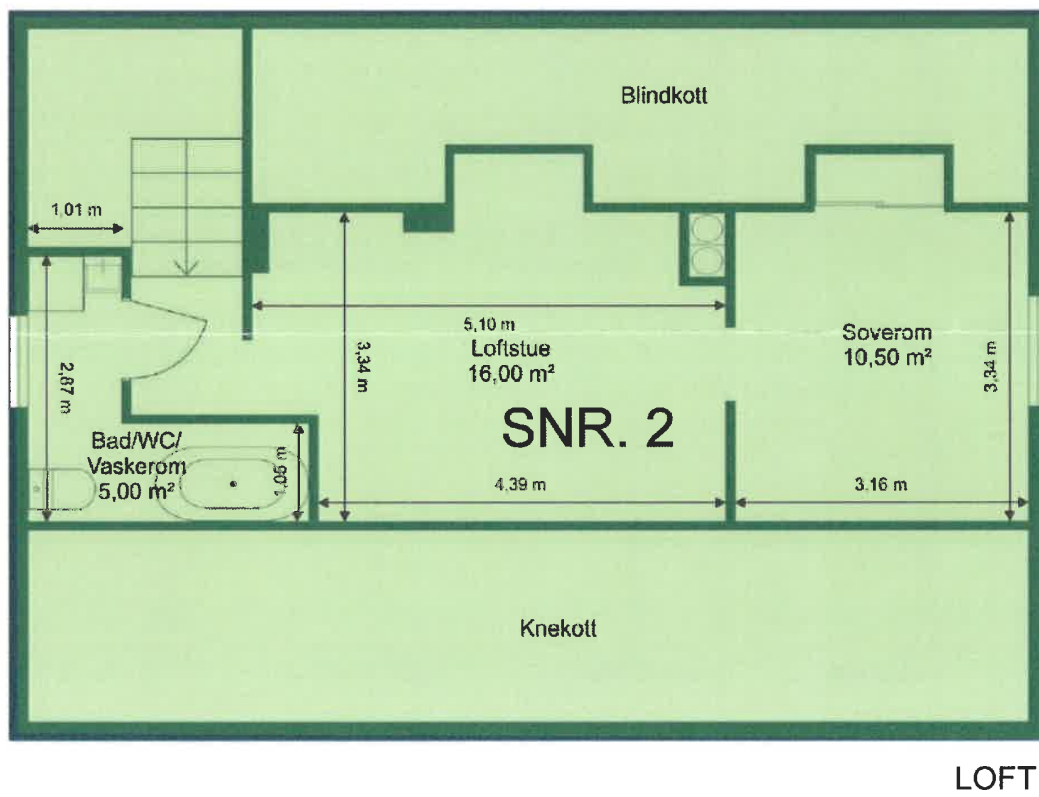 Blindkott
1,01 m
5,10 m
Loftstue
16,00 m²
3,34 m
Soverom
10,50 m²
3,34 m
2,87 m
SNR. 2
Bad/WC/
Vaskerom
5,00 m²
1,05 m
4,39 m
3,16 m
Knekott
LOFT